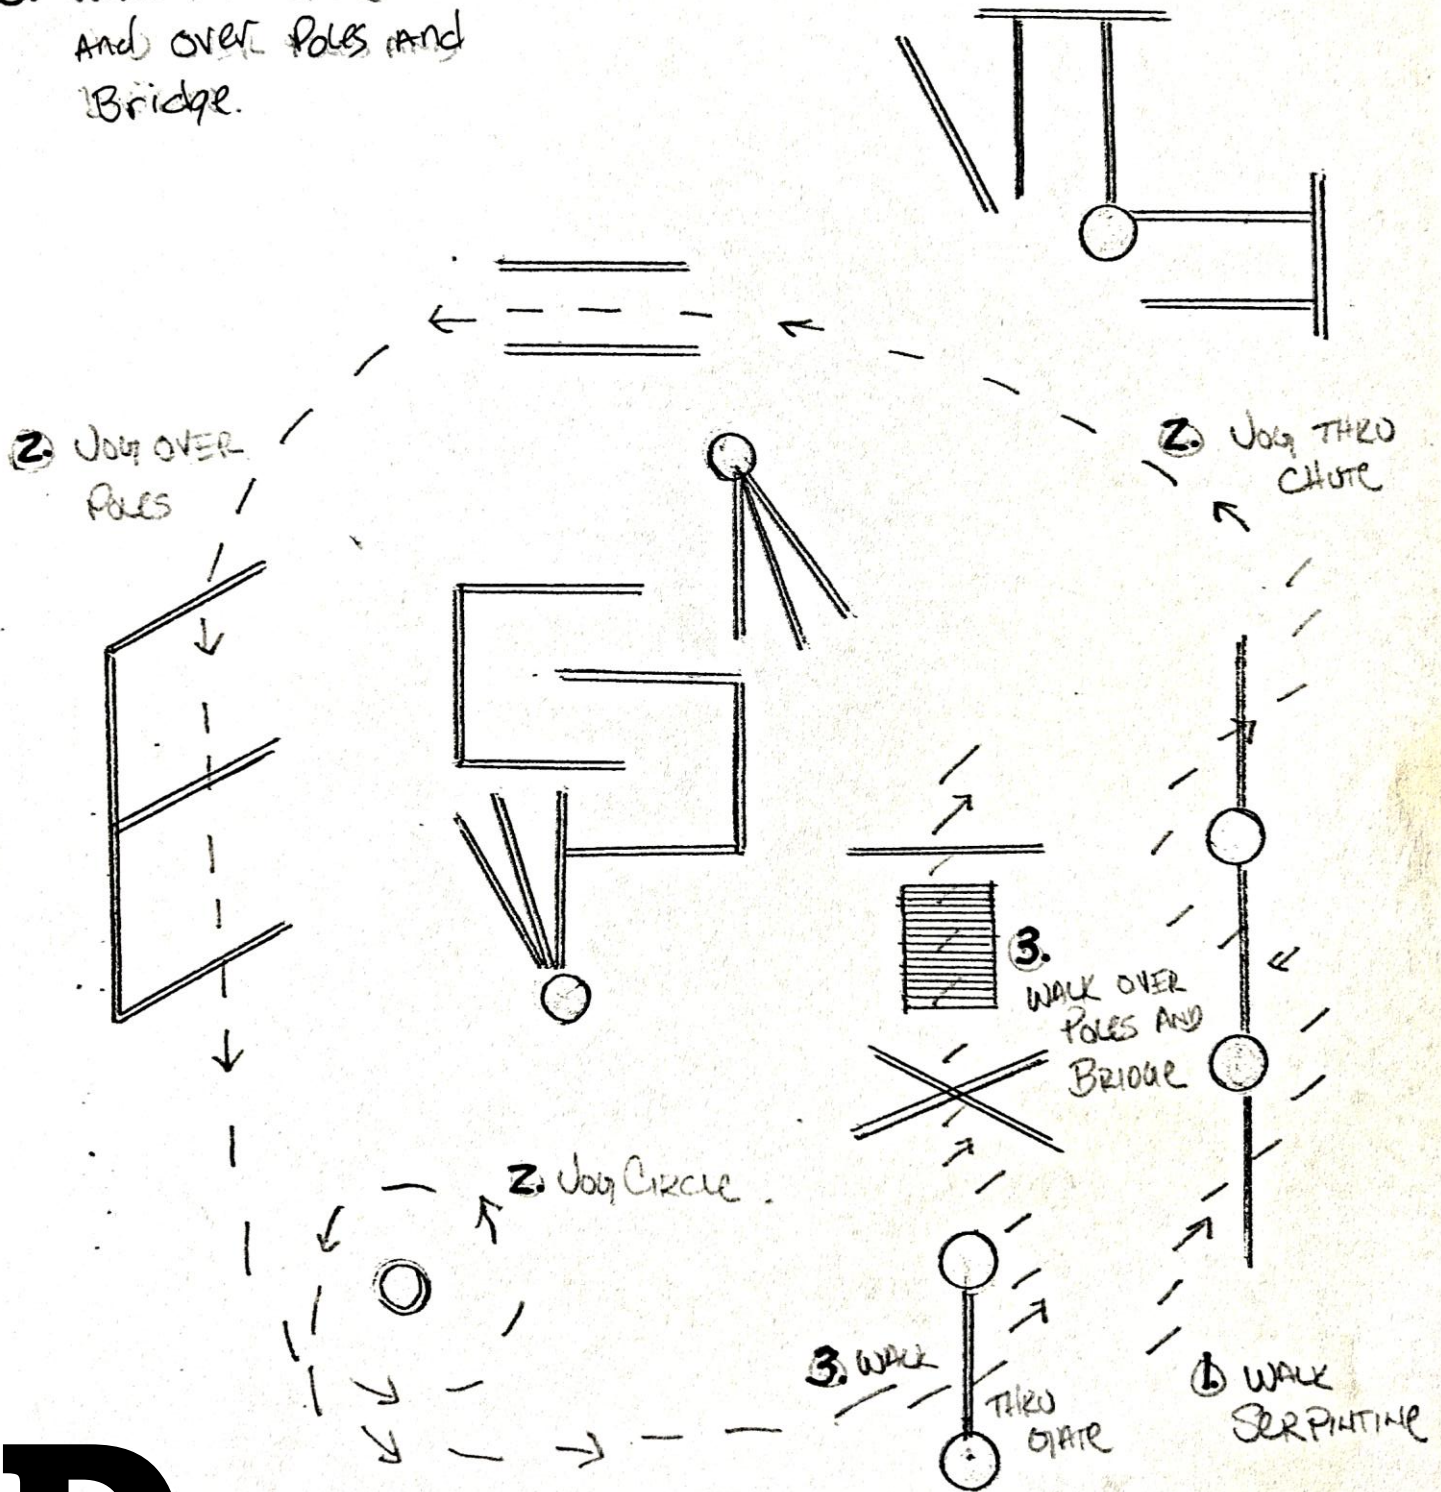 And over Poles and
Bridge.
2. JOG OVER
POLES
2. JOG THRU
CHUTE
3.
WALK OVER
POLES AND
BRIDGE
2. JOG CIRCLE.
3. WALK
THRU
GATE
1. WALK
SERPINTINE